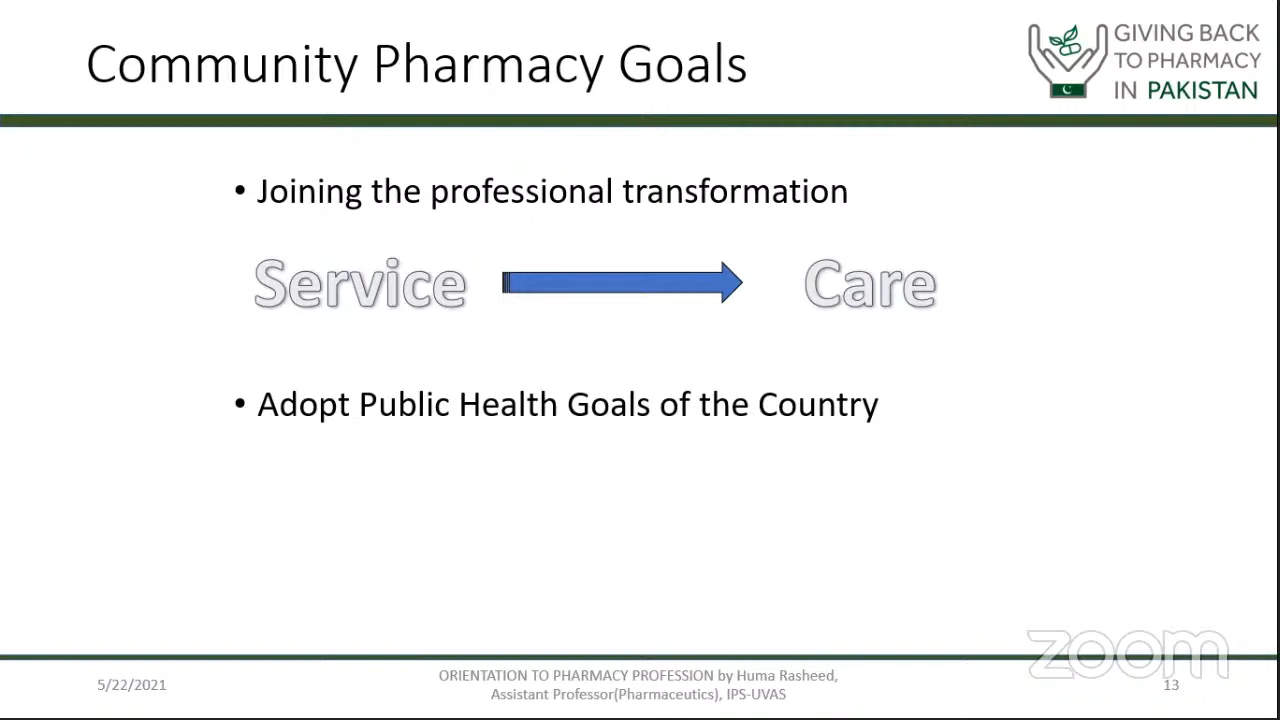 Community Pharmacy Goals
GIVING BACK
TO PHARMACY
IN PAKISTAN
• Joining the professional transformation
Service
Care
• Adopt Public Health Goals of the Country
zoom
5/22/2021
ORIENTATION TO PHARMACY PROFESSION by Huma Rasheed,
Assistant Professor(Pharmaceutics), IPS-UVAS
13